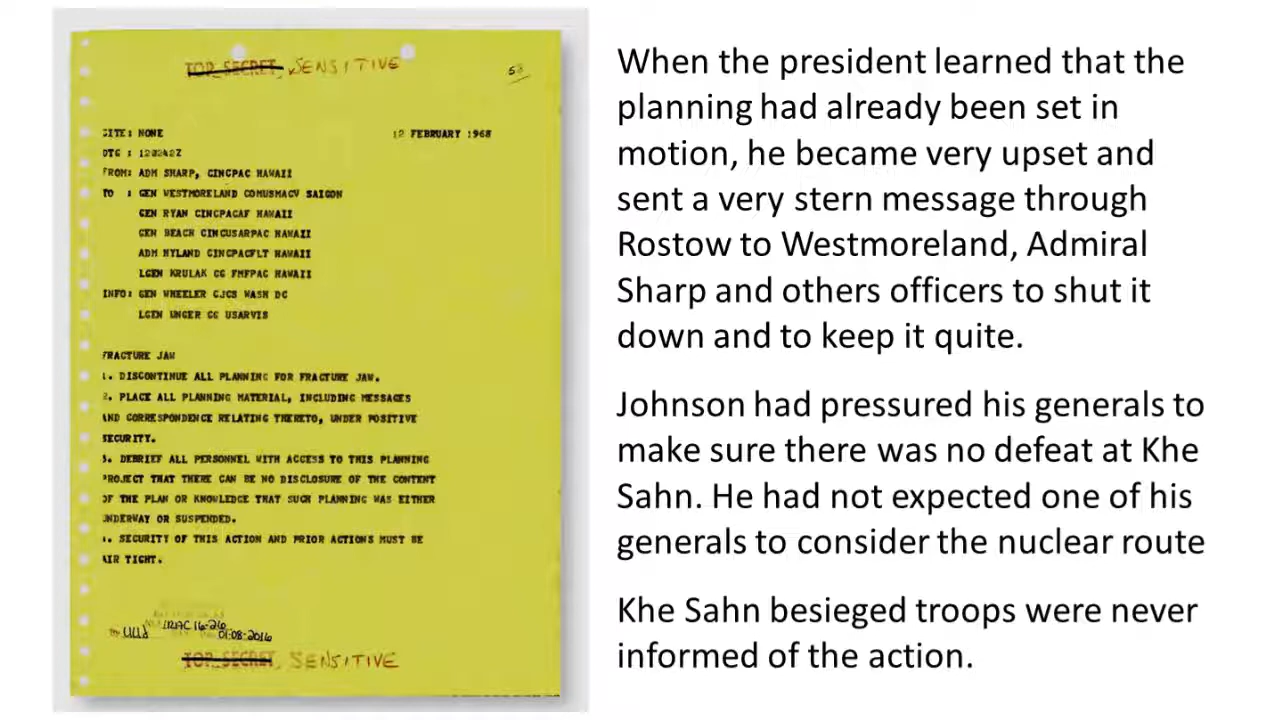 TOP SECRET SENSITIVE
CITE: NONE 12 FEBRUARY 1968
DTG : 120242Z
FROM: ADM SHARP, CINCPAC HAWAII
TO : GEN WESTMORELAND COMUSMACV SAIGON
GEN RYAN CINCPACAF HAWAII
GEN BEACH CINCUSARPAC HAWAII
ADM HYLAND CINCPACFLT HAWAII
LGEN KRULAK CG FMFPAC HAWAII
INFO: GEN WHEELER CJCS WASH DC
LGEN UNGER CG USARVIS
FRACTURE JAW
1. DISCONTINUE ALL PLANNING FOR FRACTURE JAW.
2. PLACE ALL PLANNING MATERIAL, INCLUDING MESSAGES
AND CORRESPONDENCE RELATING THERETO, UNDER POSITIVE
SECURITY.
3. DEBRIEF ALL PERSONNEL WITH ACCESS TO THIS PLANNING
PROJECT THAT THERE CAN BE NO DISCLOSURE OF THE CONTENT
OF THE PLAN OR KNOWLEDGE THAT SUCH PLANNING WAS EITHER
UNDERWAY OR SUSPENDED.
4. SECURITY OF THIS ACTION AND PRIOR ACTIONS MUST BE
AIR TIGHT.
01-08-2016
TOP SECRET SENSITIVE
When the president learned that the
planning had already been set in
motion, he became very upset and
sent a very stern message through
Rostow to Westmoreland, Admiral
Sharp and others officers to shut it
down and to keep it quite.
Johnson had pressured his generals to
make sure there was no defeat at Khe
Sahn. He had not expected one of his
generals to consider the nuclear route
Khe Sahn besieged troops were never
informed of the action.